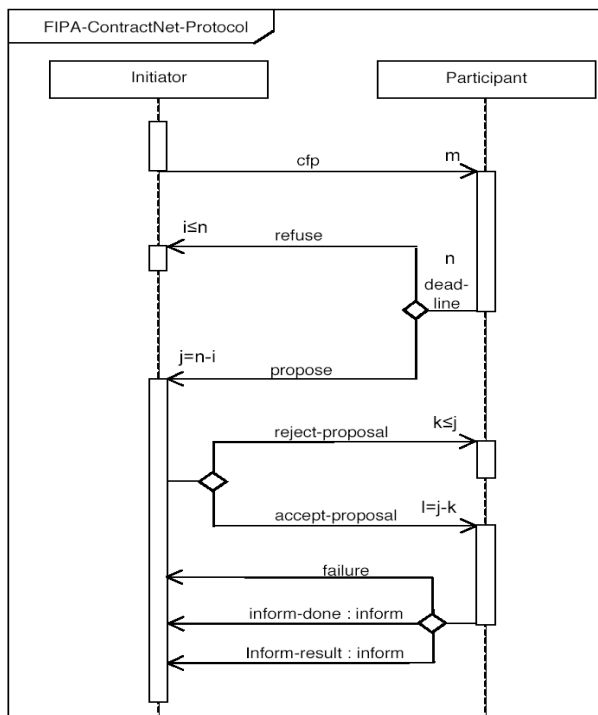 FIPA-ContractNet-Protocol
Initiator
Participant
cfp
m
i≤n
refuse
n
dead-
line
j=n-i
propose
reject-proposal
k≤j
accept-proposal
l=j-k
failure
inform-done : inform
Inform-result : inform